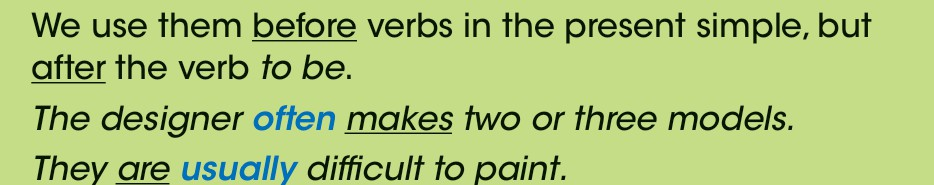 We use them before verbs in the present simple, but
after the verb to be.
The designer often makes two or three models.
They are usually difficult to paint.